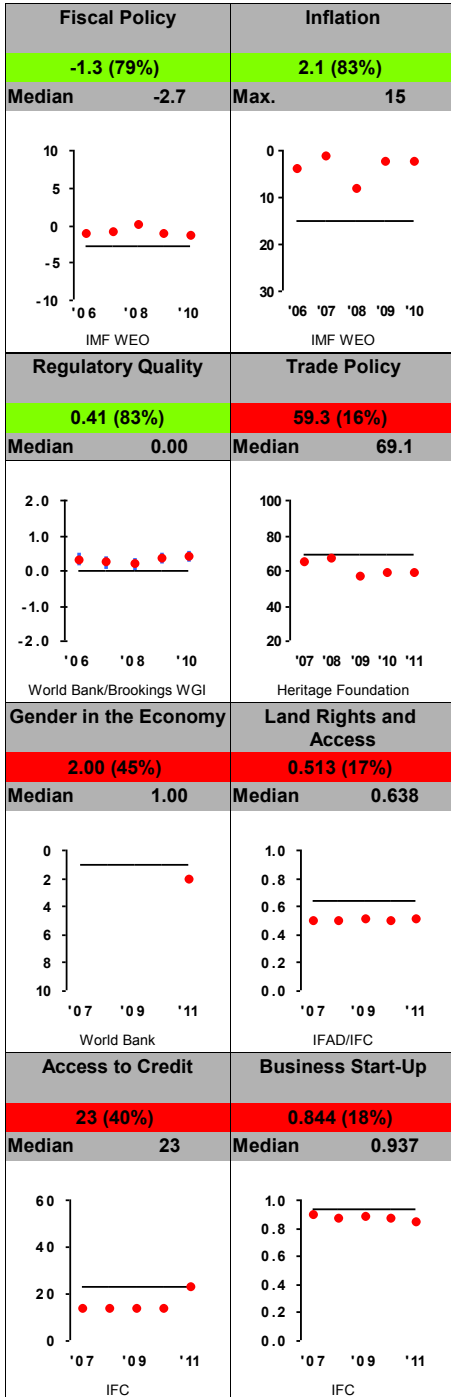 Fiscal Policy
-1.3 (79%)
Median -2.7
10
5
0
-5
-10
'06 '08 '10
IMF WEO
Inflation
2.1 (83%)
Max. 15
0
10
20
30
'06 '07 '08 '09 '10
IMF WEO
Regulatory Quality
0.41 (83%)
Median 0.00
2.0
1.0
0.0
-1.0
-2.0
'06 '08 '10
World Bank/Brookings WGI
Trade Policy
59.3 (16%)
Median 69.1
100
80
60
40
20
'07 '08 '09 '10 '11
Heritage Foundation
Gender in the Economy
2.00 (45%)
Median 1.00
0
2
4
6
8
10
'07 '09 '11
World Bank
Land Rights and
Access
0.513 (17%)
Median 0.638
1.0
0.8
0.6
0.4
0.2
0.0
'07 '09 '11
IFAD/IFC
Access to Credit
23 (40%)
Median 23
60
40
20
0
'07 '09 '11
IFC
Business Start-Up
0.844 (18%)
Median 0.937
1.0
0.8
0.6
0.4
0.2
0.0
'07 '09 '11
IFC